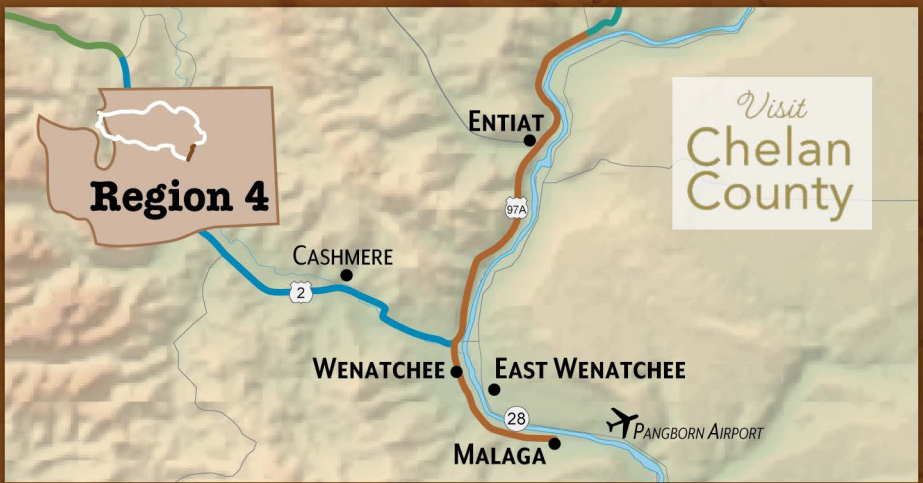 Visit
Chelan
County
ENTIAT
Region 4
97A
CASHMERE
2
WENATCHEE
EAST WENATCHEE
28
PANGBORN AIRPORT
MALAGA